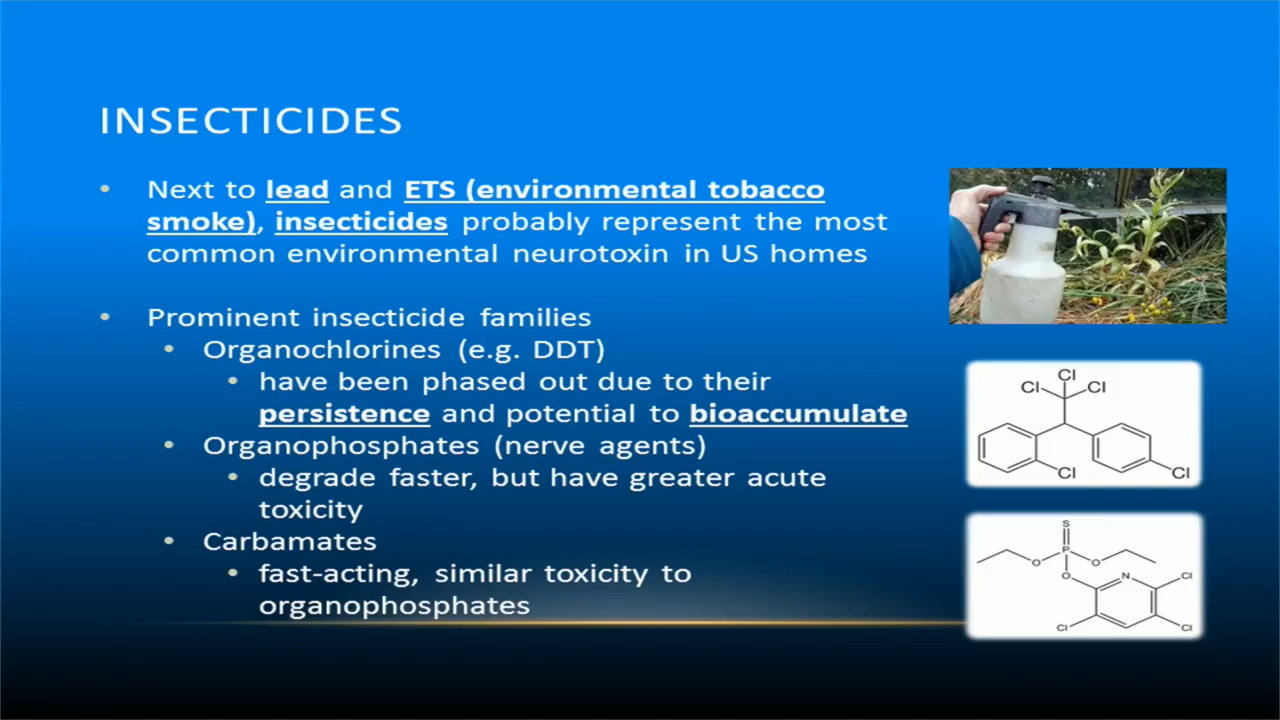 INSECTICIDES
• Next to lead and ETS (environmental tobacco
smoke), insecticides probably represent the most
common environmental neurotoxin in US homes
• Prominent insecticide families
• Organochlorines (e.g. DDT)
• have been phased out due to their
persistence and potential to bioaccumulate
• Organophosphates (nerve agents)
• degrade faster, but have greater acute
toxicity
• Carbamates
• fast-acting, similar toxicity to
organophosphates
Cl
Cl Cl
Cl
Cl
S
P
O O
O N Cl
Cl Cl